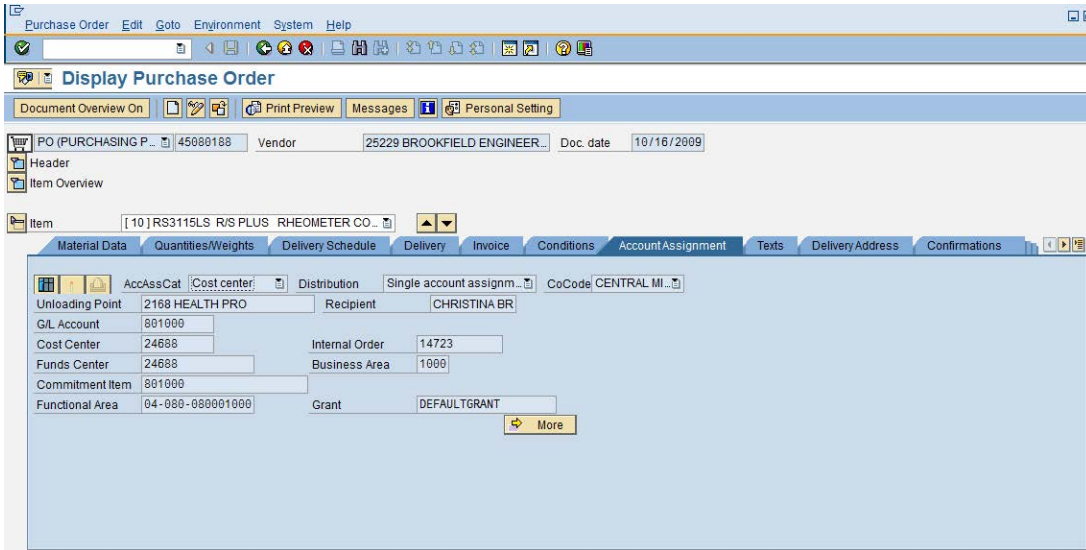 Purchase Order Edit Goto Environment System Help
Display Purchase Order
Document Overview On Print Preview Messages Personal Setting
PO (PURCHASING P... 45080188 Vendor 25229 BROOKFIELD ENGINEER... Doc. date 10/16/2009
Header
Item Overview
Item [ 10 ] RS3115LS R/S PLUS RHEOMETER CO...
Material Data Quantities/Weights Delivery Schedule Delivery Invoice Conditions Account Assignment Texts Delivery Address Confirmations
AccAssCat Cost center Distribution Single account assignm... CoCode CENTRAL MI...
Unloading Point 2168 HEALTH PRO Recipient CHRISTINA BR
G/L Account 801000
Cost Center 24688 Internal Order 14723
Funds Center 24688 Business Area 1000
Commitment Item 801000
Functional Area 04-080-080001000 Grant DEFAULTGRANT
More